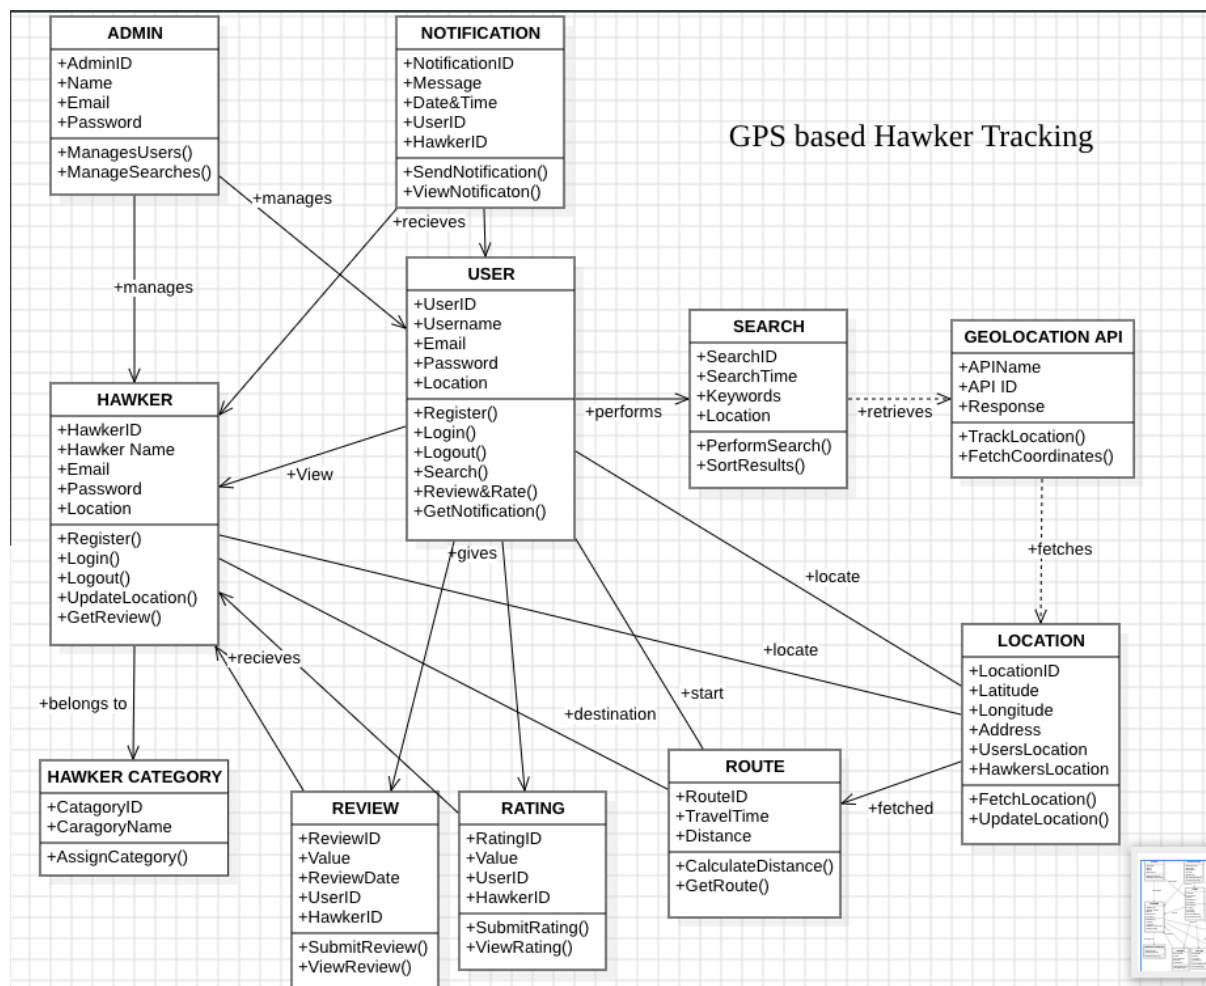 ADMIN
+AdminID
+Name
+Email
+Password
+ManagesUsers()
+ManageSearches()
NOTIFICATION
+NotificationID
+Message
+Date&Time
+UserID
+HawkerID
+SendNotification()
+ViewNotificaton()
GPS based Hawker Tracking
+manages
+recieves
+manages
USER
+UserID
+Username
+Email
+Password
+Location
+Register()
+Login()
+Logout()
+Search()
+Review&Rate()
+GetNotification()
SEARCH
+SearchID
+SearchTime
+Keywords
+Location
+PerformSearch()
+SortResults()
GEOLOCATION API
+APIName
+API ID
+Response
+TrackLocation()
+FetchCoordinates()
+performs
+retrieves
HAWKER
+HawkerID
+Hawker Name
+Email
+Password
+Location
+Register()
+Login()
+Logout()
+UpdateLocation()
+GetReview()
+View
+gives
+fetches
+locate
+locate
+recieves
+start
+destination
+belongs to
LOCATION
+LocationID
+Latitude
+Longitude
+Address
+UsersLocation
+HawkersLocation
+FetchLocation()
+UpdateLocation()
+fetched
HAWKER CATEGORY
+CatagoryID
+CaragoryName
+AssignCategory()
REVIEW
+ReviewID
+Value
+ReviewDate
+UserID
+HawkerID
+SubmitReview()
+ViewReview()
RATING
+RatingID
+Value
+UserID
+HawkerID
+SubmitRating()
+ViewRating()
ROUTE
+RouteID
+TravelTime
+Distance
+CalculateDistance()
+GetRoute()